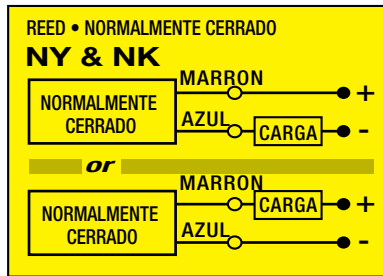 REED • NORMALMENTE CERRADO
NY & NK
MARRON
NORMALMENTE
CERRADO
+
AZUL
CARGA
-
or
MARRON
NORMALMENTE
CERRADO
CARGA
+
AZUL
-